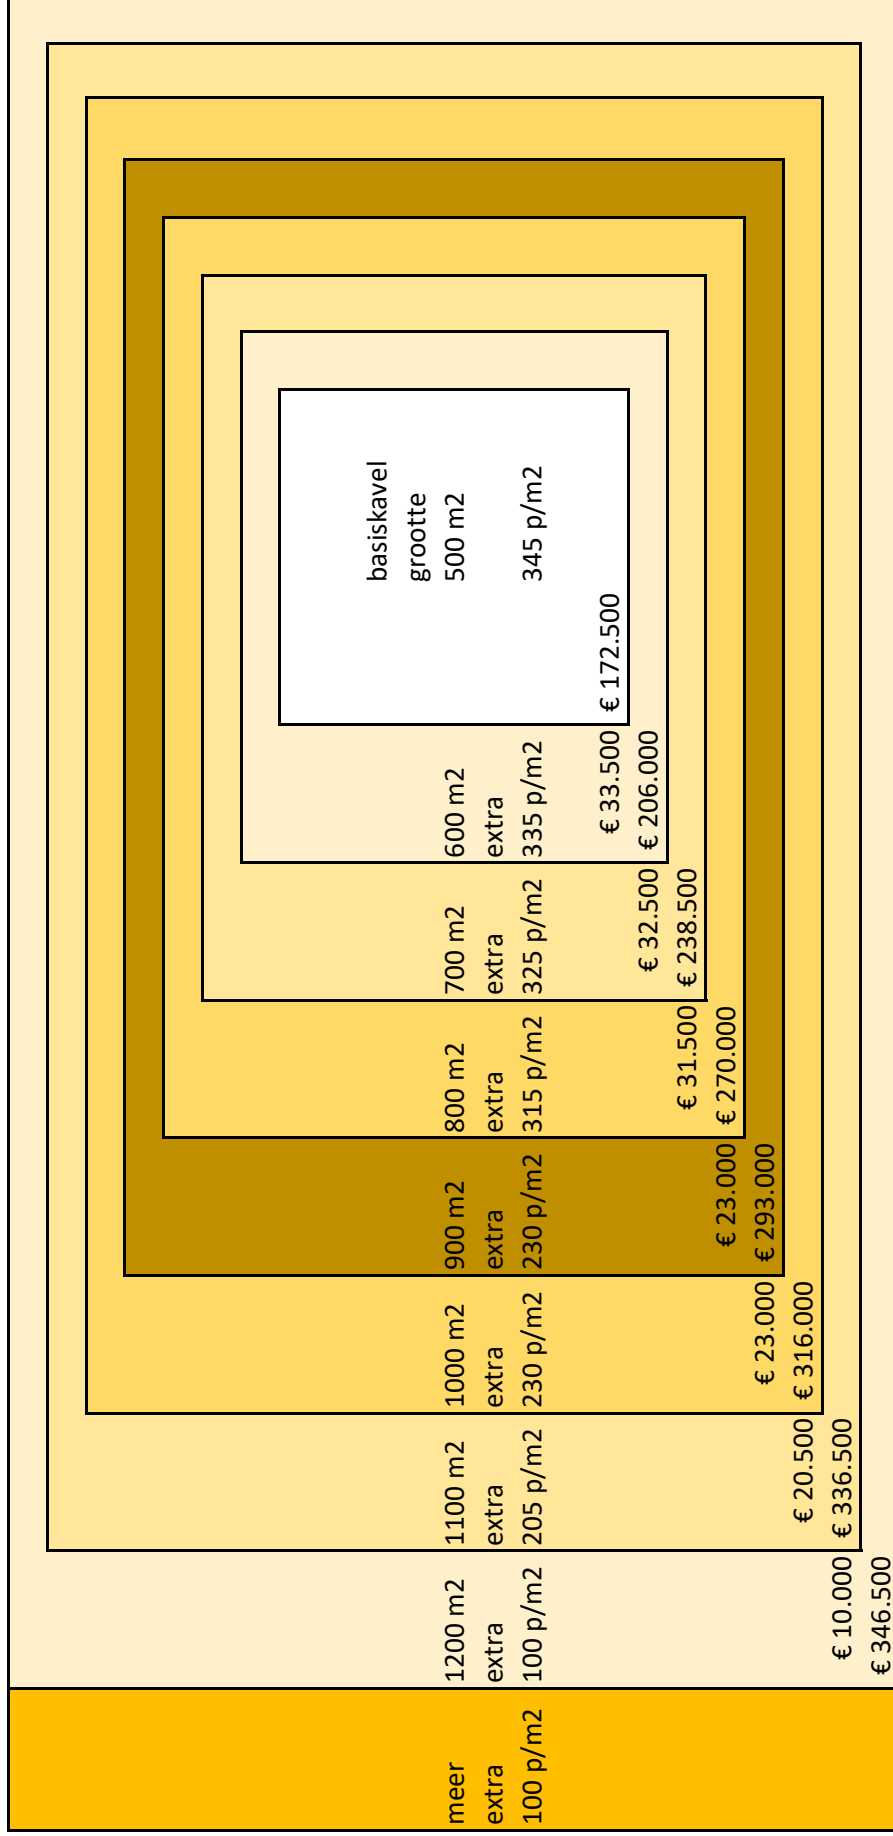 basiskavel
grootte
500 m2
345 p/m2
€ 172.500
600 m2
extra
335 p/m2
€ 33.500
€ 206.000
700 m2
extra
325 p/m2
€ 32.500
€ 238.500
800 m2
extra
315 p/m2
€ 31.500
€ 270.000
900 m2
extra
230 p/m2
€ 23.000
€ 293.000
1000 m2
extra
230 p/m2
€ 23.000
€ 316.000
1100 m2
extra
205 p/m2
€ 20.500
€ 336.500
1200 m2
extra
100 p/m2
€ 10.000
€ 346.500
meer
extra
100 p/m2